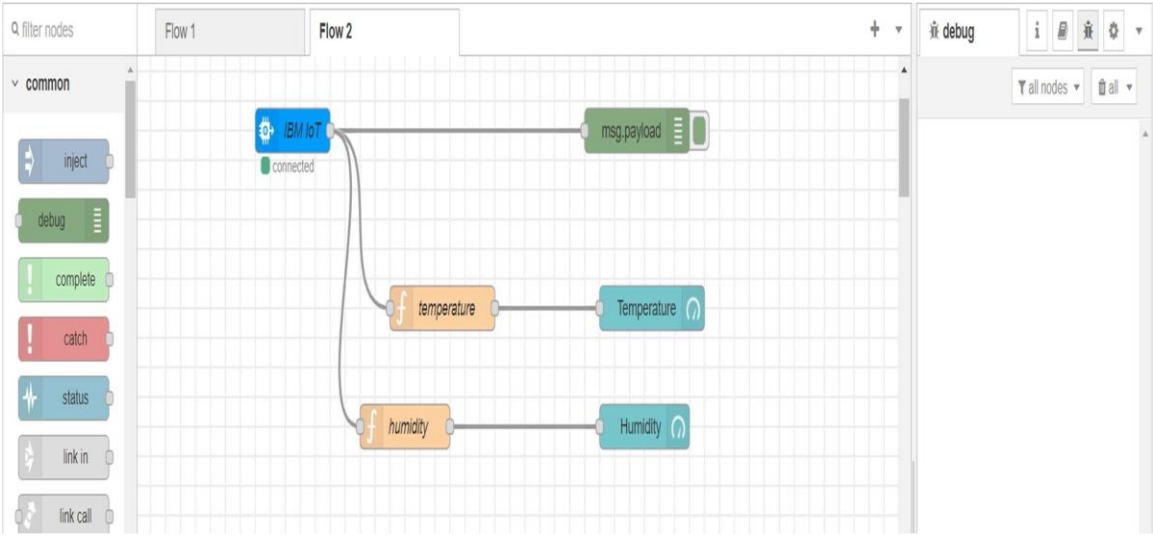 filter nodes
Flow 1
Flow 2
debug
common
all nodes
all
IBM IoT
msg.payload
connected
inject
debug
complete
catch
temperature
Temperature
status
humidity
Humidity
link in
link call